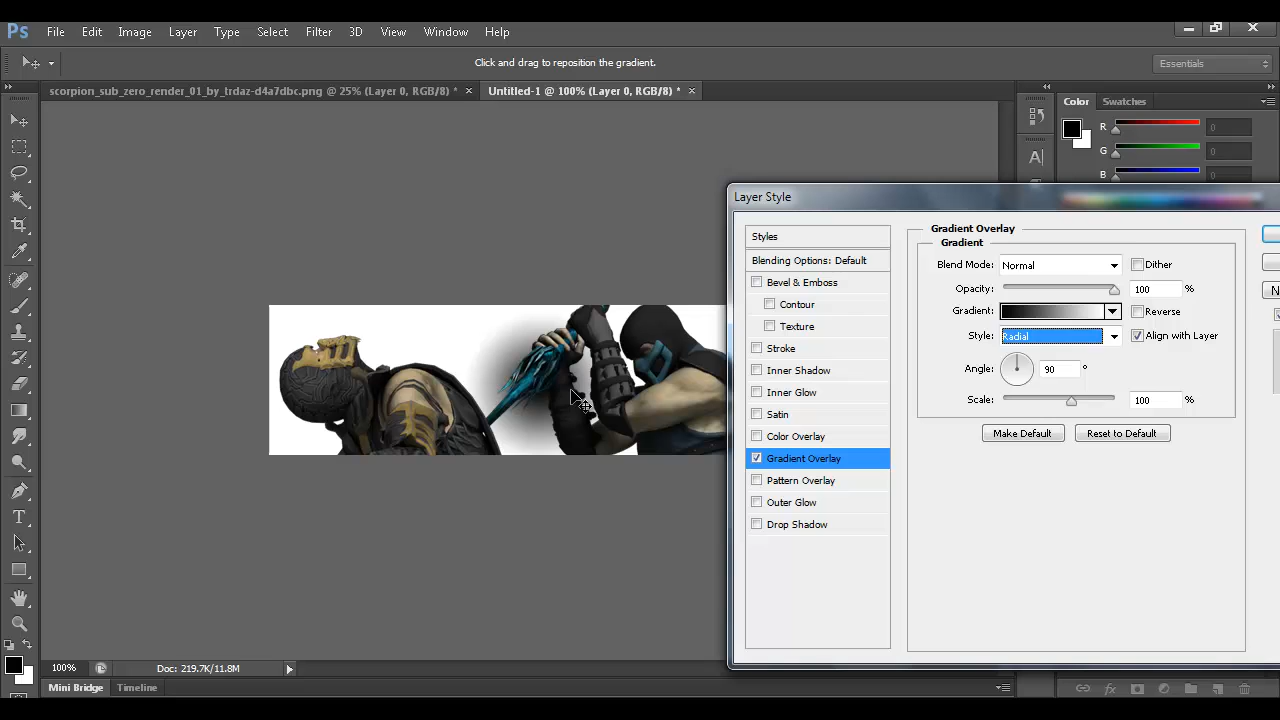 Ps File Edit Image Layer Type Select Filter 3D View Window Help
Click and drag to reposition the gradient.
Essentials
scorpion_sub_zero_render_01_by_trdaz-d4a7dbc.png @ 25% (Layer 0, RGB/8) *
Untitled-1 @ 100% (Layer 0, RGB/8) *
Color Swatches
R 0
G 0
B 0
A
Layer Style
Styles
Blending Options: Default
Bevel & Emboss
Contour
Texture
Stroke
Inner Shadow
Inner Glow
Satin
Color Overlay
Gradient Overlay
Pattern Overlay
Outer Glow
Drop Shadow
Gradient Overlay
Gradient
Blend Mode: Normal Dither
Opacity: 100 %
Gradient: Reverse
Style: Radial Align with Layer
Angle: 90 °
Scale: 100 %
Make Default Reset to Default
N
T
100% Doc: 219.7K/11.8M
Mini Bridge Timeline
fx